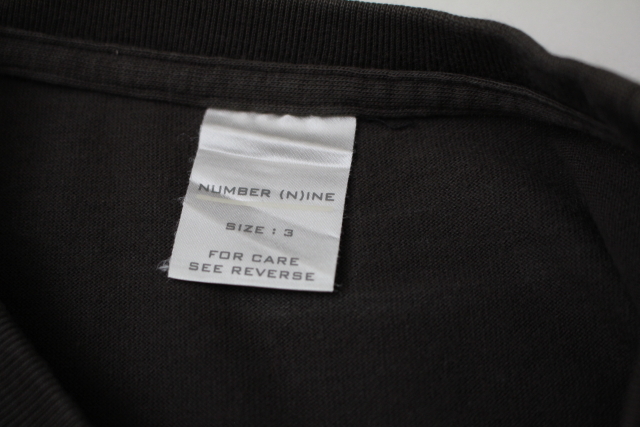 NUMBER (N)INE
SIZE : 3
FOR CARE
SEE REVERSE